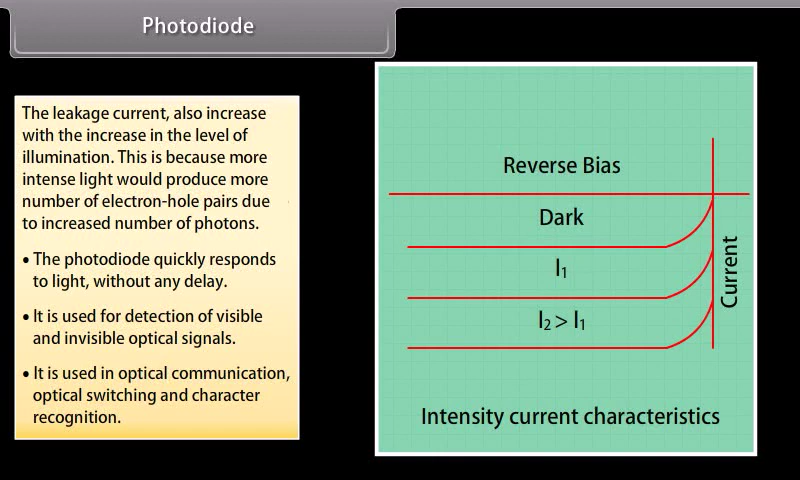 Photodiode
The leakage current, also increase
with the increase in the level of
illumination. This is because more
intense light would produce more
number of electron-hole pairs due
to increased number of photons.
• The photodiode quickly responds
to light, without any delay.
• It is used for detection of visible
and invisible optical signals.
• It is used in optical communication,
optical switching and character
recognition.
Reverse Bias
Dark
I₁
I₂ > I₁
Current
Intensity current characteristics